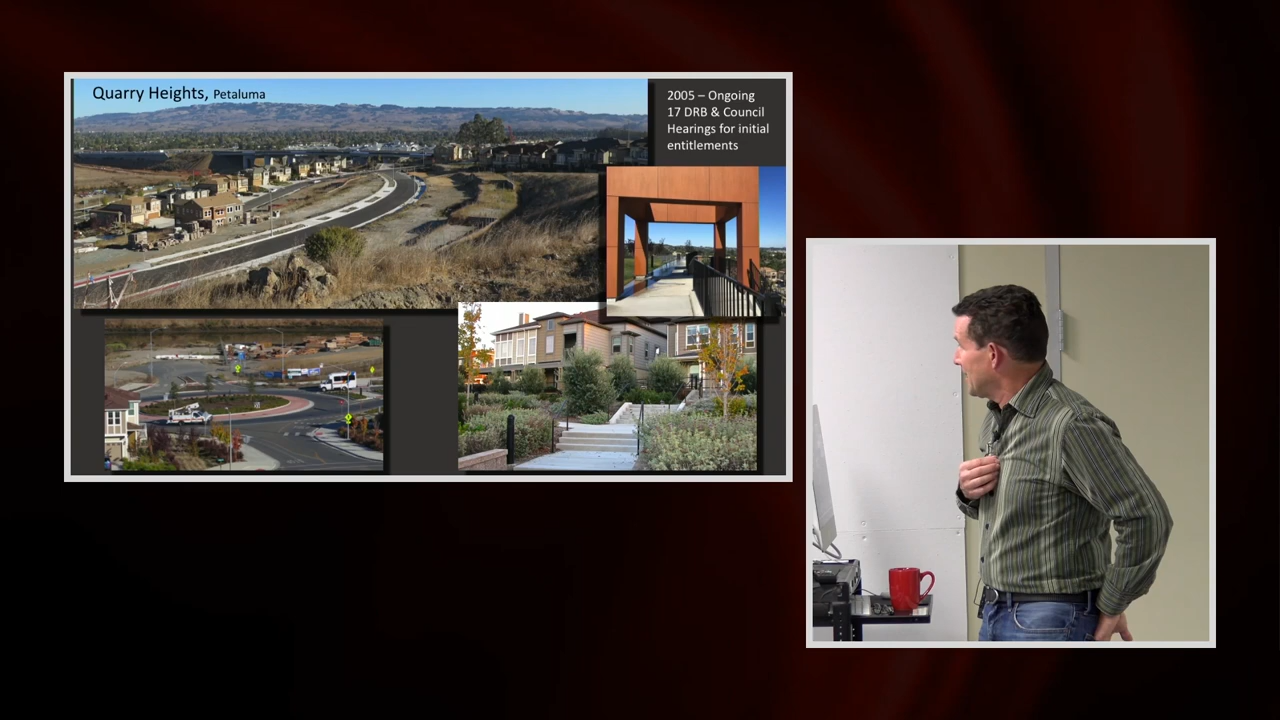 Quarry Heights, Petaluma
2005 – Ongoing
17 DRB & Council
Hearings for initial
entitlements